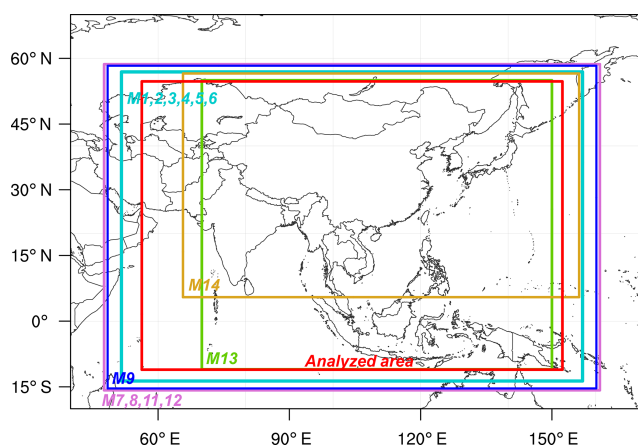 60° N
M1,2,3,4,5,6
45° N
30° N
15° N
M14
0°
M13
Analyzed area
M9
15° S
M7,8,11,12
60° E
90° E
120° E
150° E